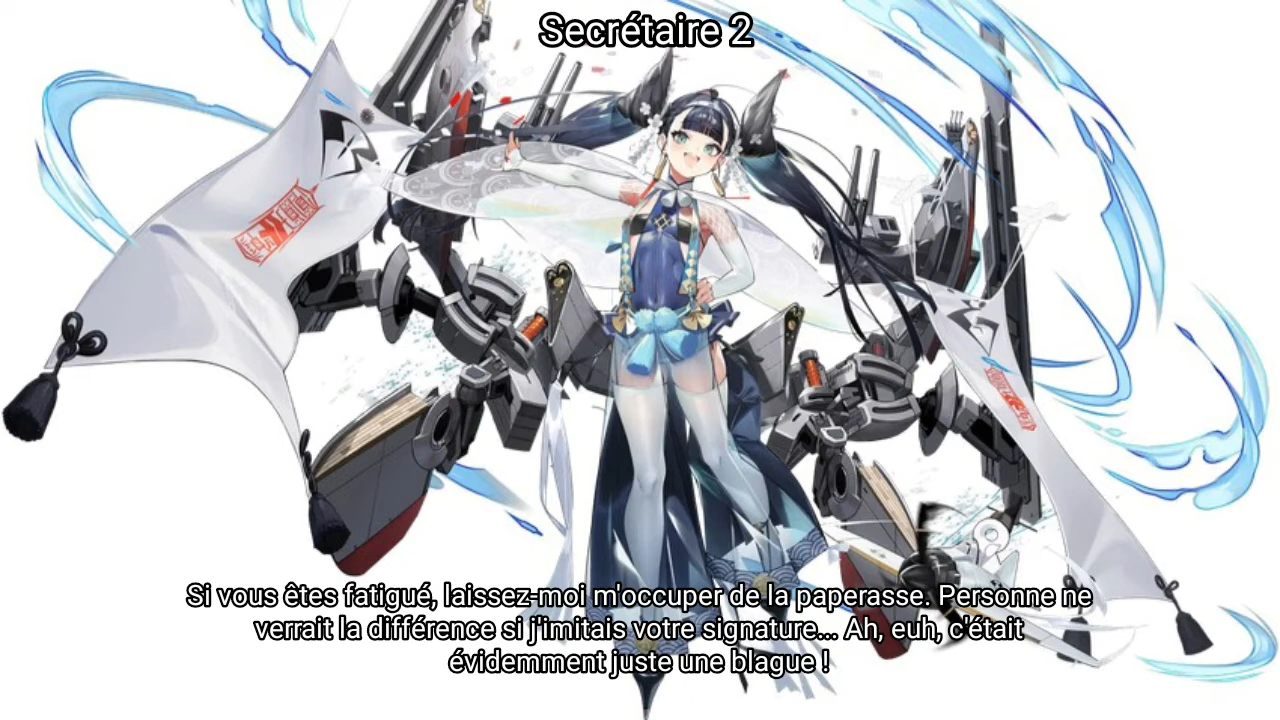 Secrétaire 2
Si vous êtes fatigué, laissez-moi m'occuper de la paperasse. Personne ne
verrait la différence si j'imitais votre signature... Ah, euh, c'était
évidemment juste une blague !